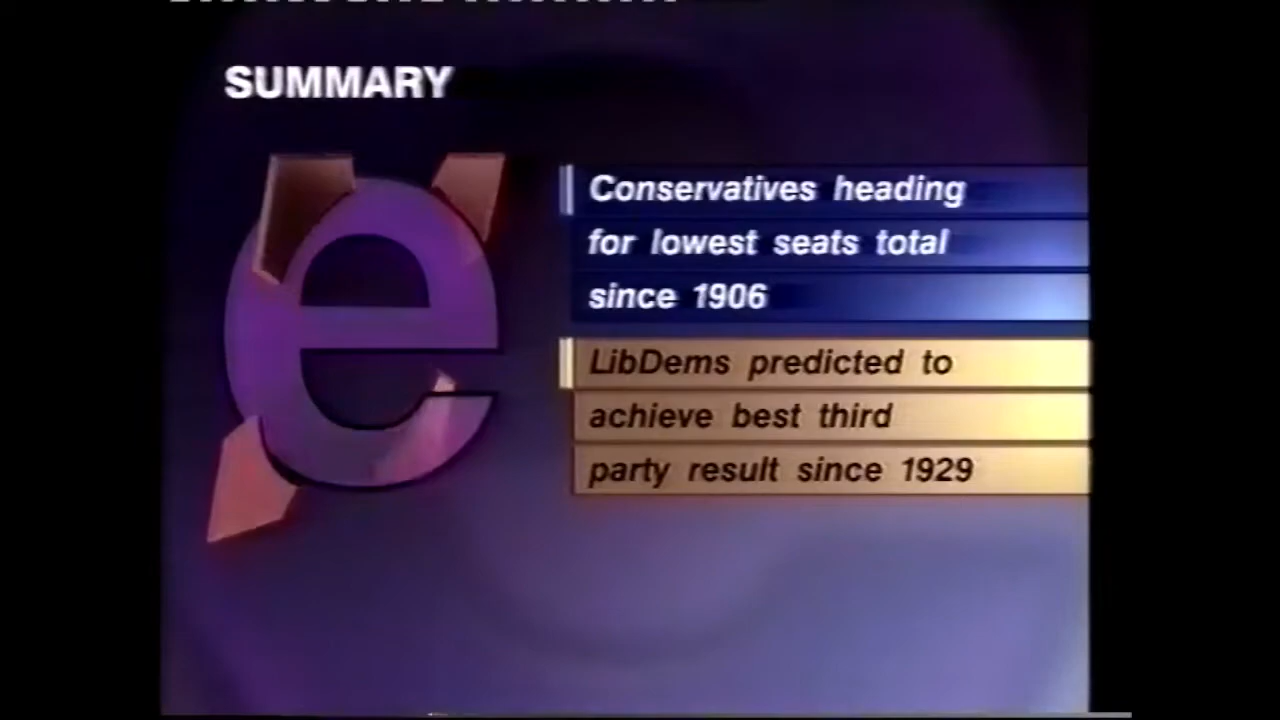 SUMMARY
e
Conservatives heading
for lowest seats total
since 1906
LibDems predicted to
achieve best third
party result since 1929